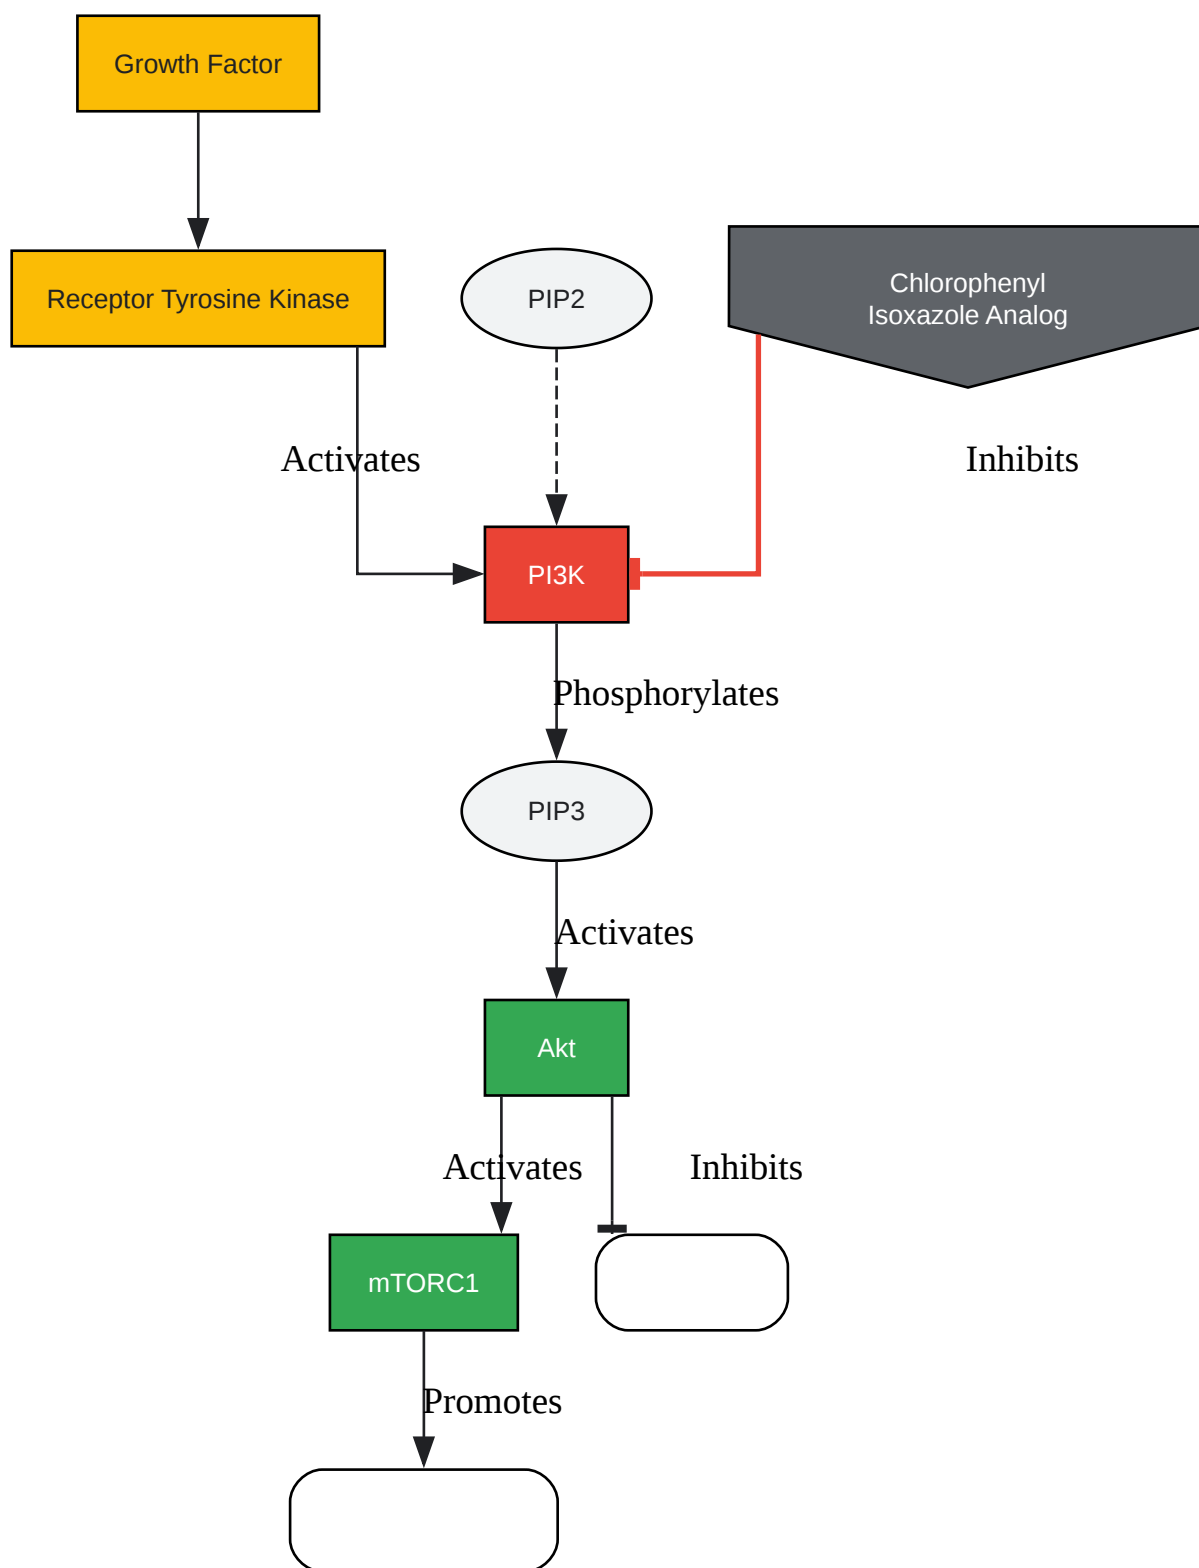 Growth Factor
Receptor Tyrosine Kinase
PIP2
Chlorophenyl
Isoxazole Analog
Activates
Inhibits
PI3K
Phosphorylates
PIP3
Activates
Akt
Activates
Inhibits
mTORC1
Promotes